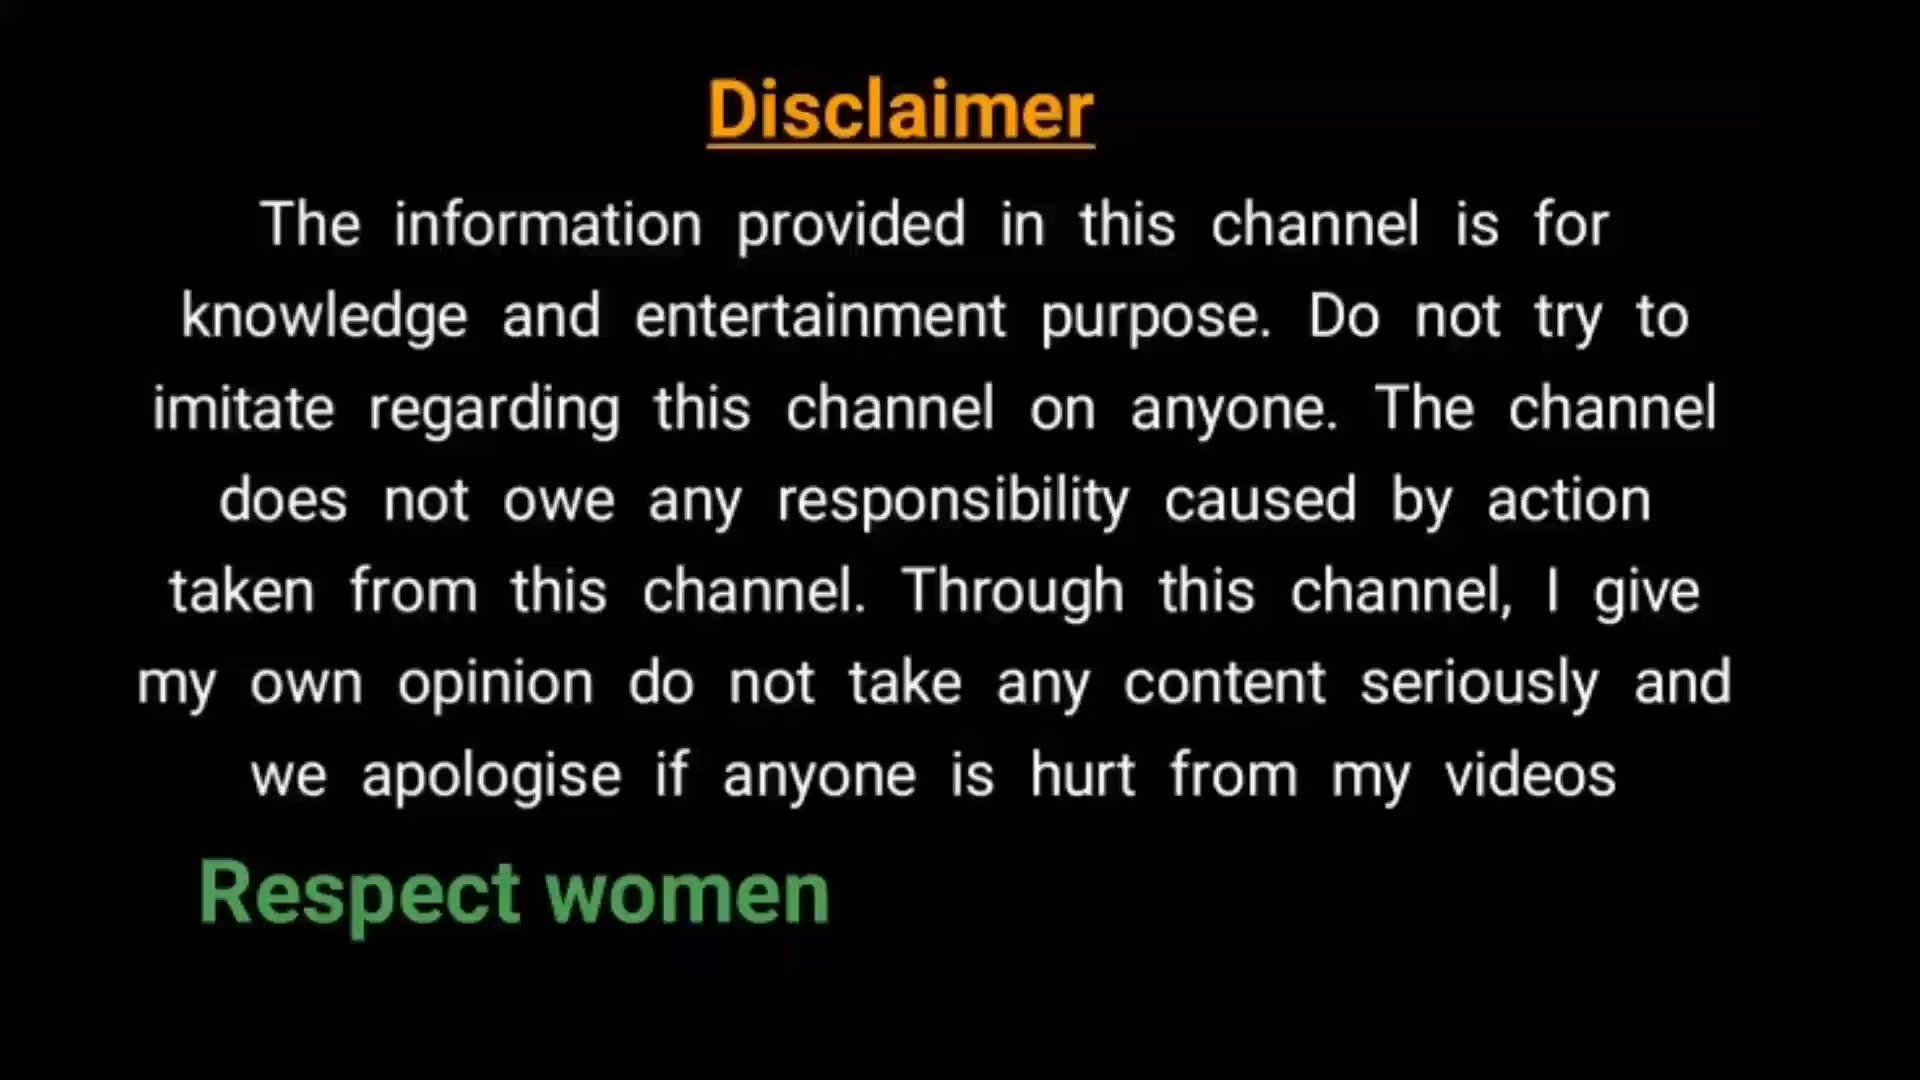 Disclaimer
The information provided in this channel is for
knowledge and entertainment purpose. Do not try to
imitate regarding this channel on anyone. The channel
does not owe any responsibility caused by action
taken from this channel. Through this channel, I give
my own opinion do not take any content seriously and
we apologise if anyone is hurt from my videos
Respect women